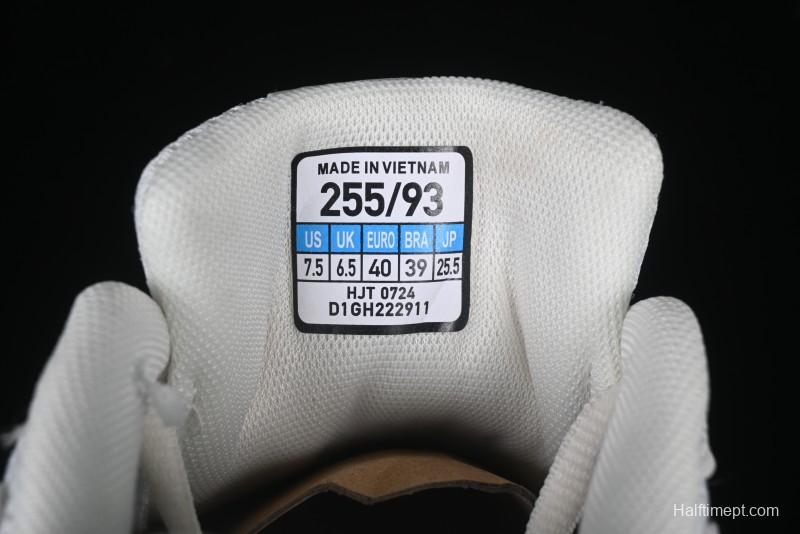 MADE IN VIETNAM
255/93
US UK EURO BRA JP
7.5 6.5 40 39 25.5
HJT 0724
D1GH222911
Halftimept.com